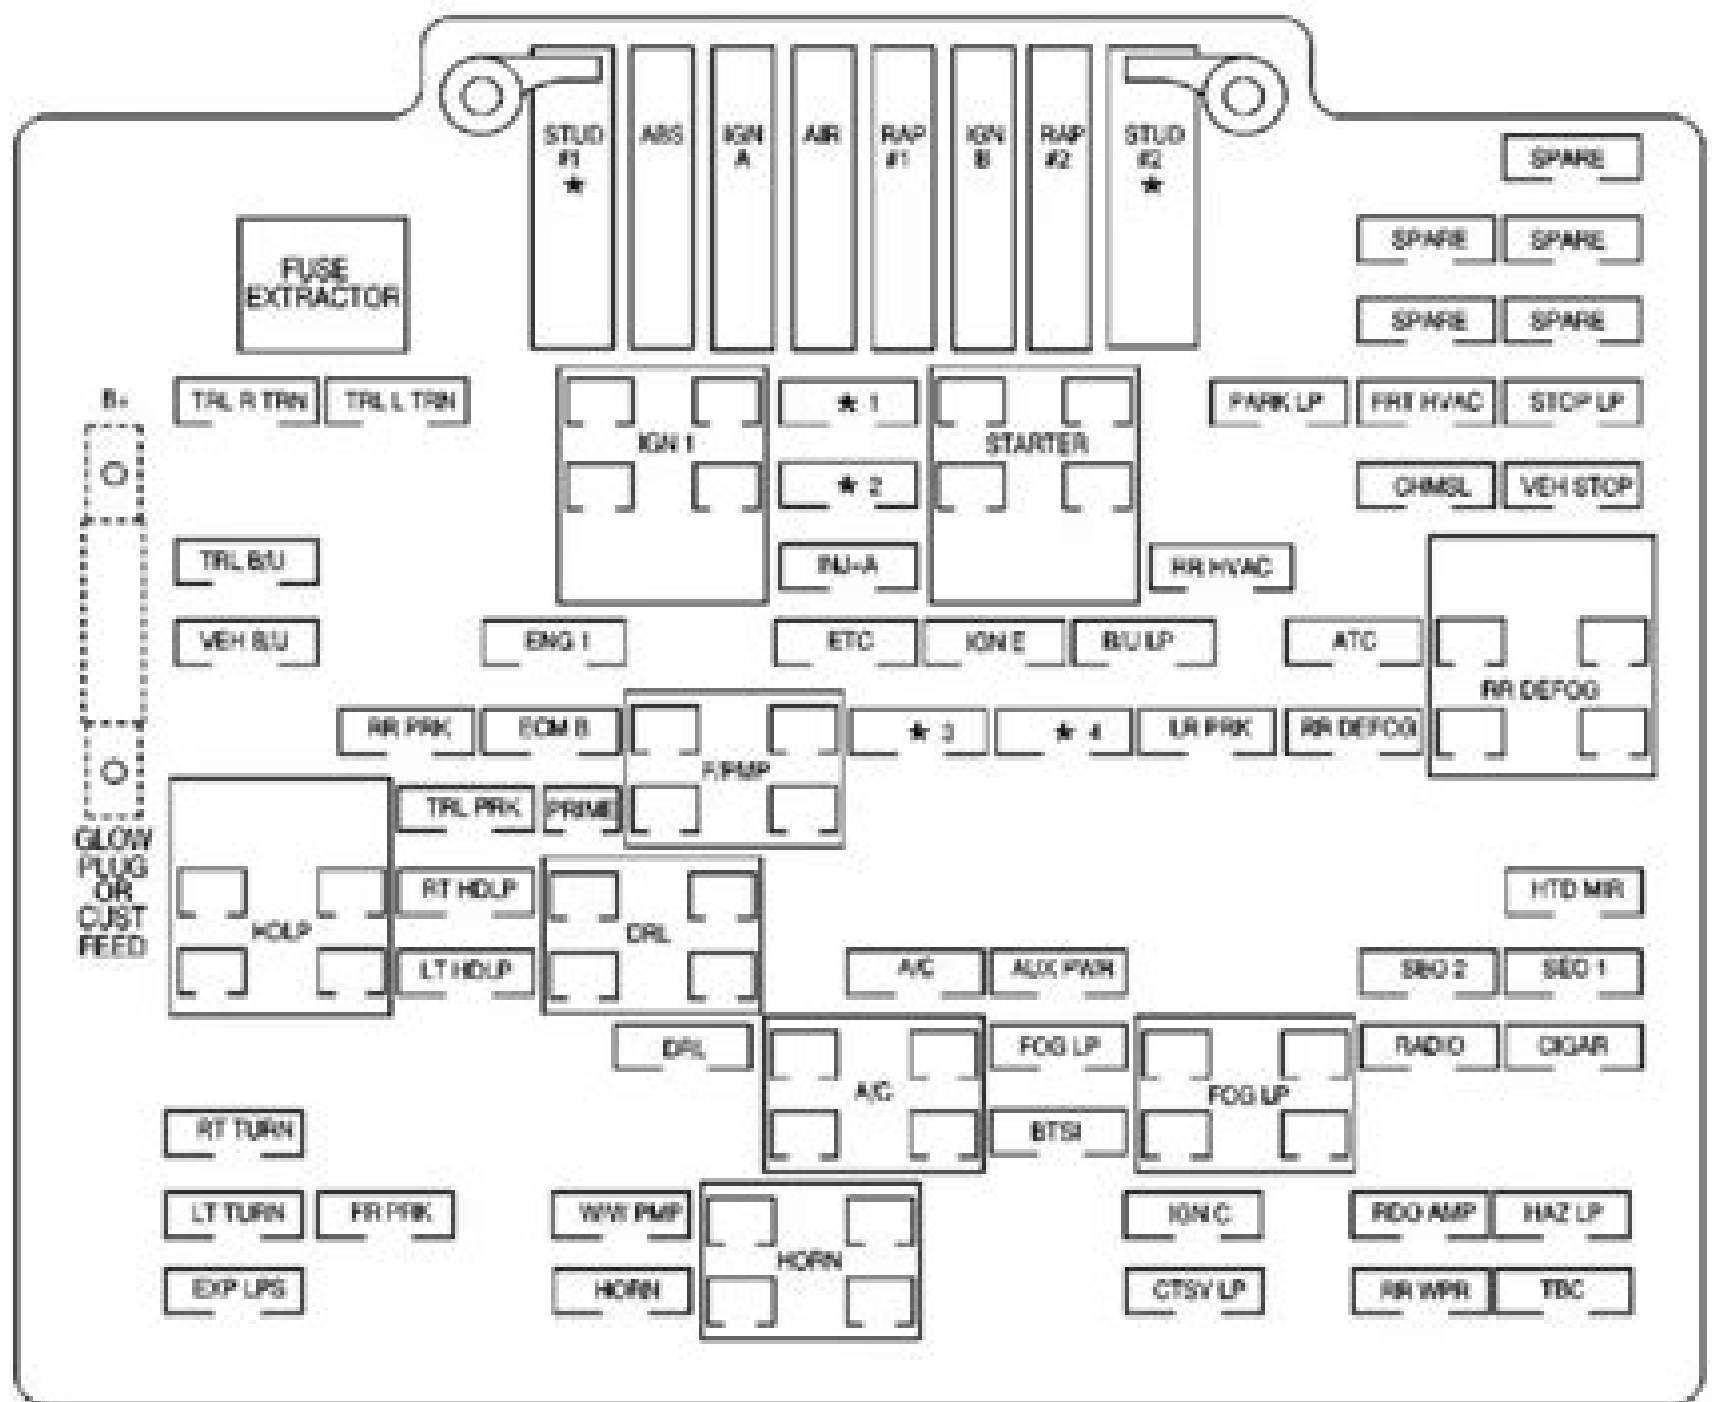 STUD #1 ★
ABS
IGN A
AIR
RAP #1
IGN B
RAP #2
STUD #2 ★
SPARE
FUSE EXTRACTOR
SPARE
SPARE
SPARE
SPARE
B+
TRL R TRN
TRL L TRN
IGN 1
★ 1
STARTER
PARK LP
FRT HVAC
STOP LP
★ 2
CHMSL
VEH STOP
TRL B/U
INJ-A
RR HVAC
VEH B/U
ENG 1
ETC
IGN E
B/U LP
ATC
RR DEFOG
RR PRK
ECM B
F/PMP
★ 3
★ 4
LR PRK
RR DEFOG
TRL PRK
PRIME
GLOW
PLUG
OR
CUST
FEED
HDLP
RT HDLP
DRL
HTD MIR
LT HDLP
A/C
AUX PWR
SEO 2
SEO 1
DRL
A/C
FOG LP
FOG LP
RADIO
CIGAR
RT TURN
BTSI
LT TURN
FR PRK
W/W PMP
HORN
IGN C
RDO AMP
HAZ LP
EXP LPS
HORN
CTSY LP
RR WPR
TBC